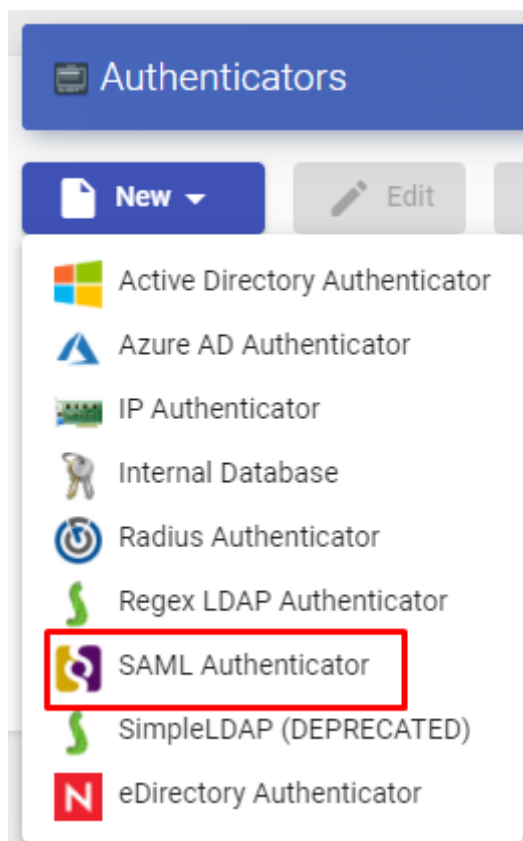 Authenticators
New Edit
Active Directory Authenticator
Azure AD Authenticator
IP Authenticator
Internal Database
Radius Authenticator
Regex LDAP Authenticator
SAML Authenticator
SimpleLDAP (DEPRECATED)
N eDirectory Authenticator